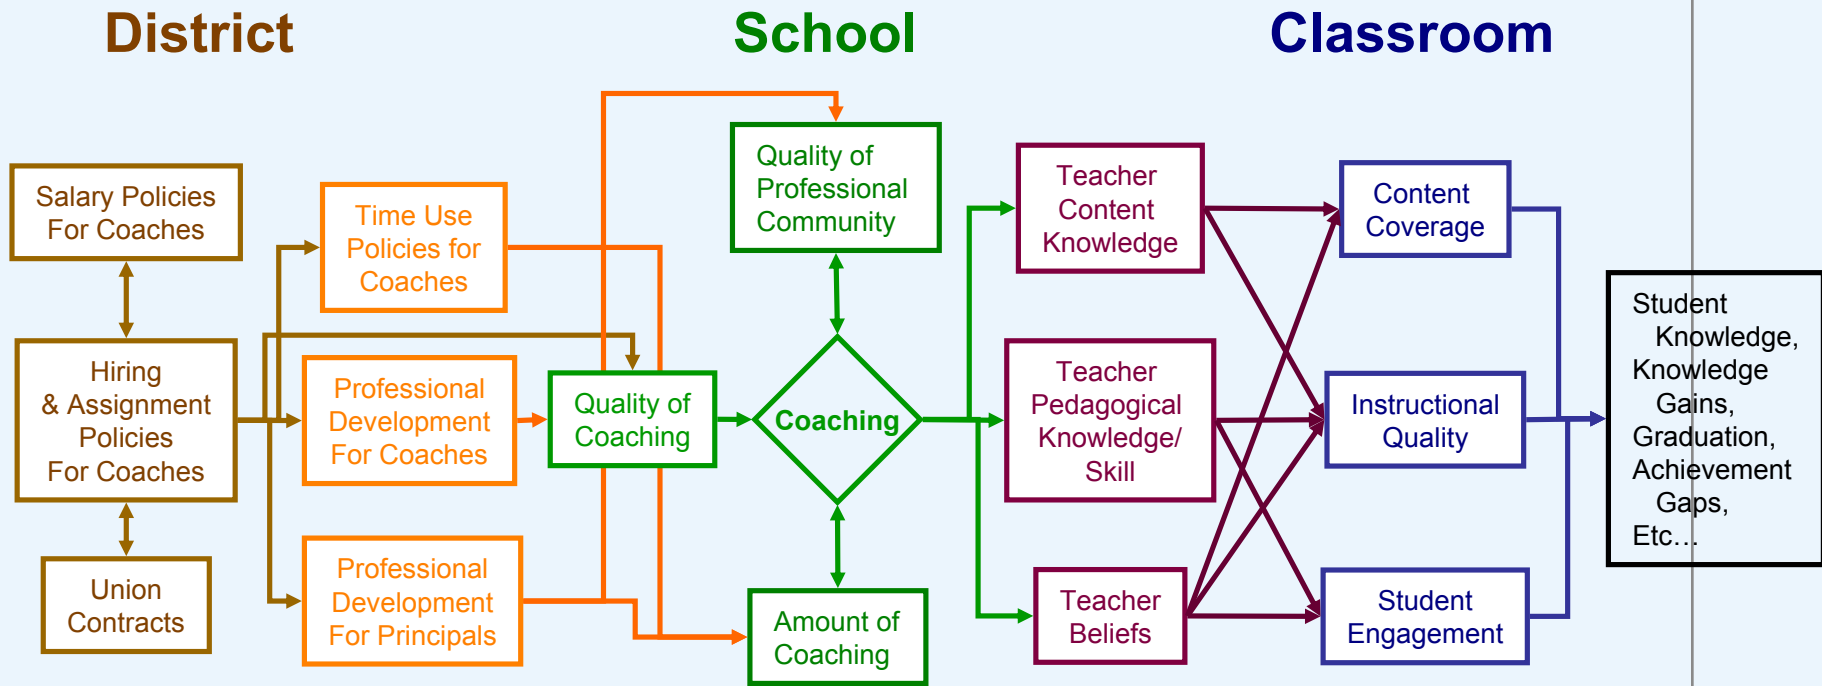 District
School
Classroom
Salary Policies
For Coaches
Hiring
& Assignment
Policies
For Coaches
Union
Contracts
Time Use
Policies for
Coaches
Professional
Development
For Coaches
Professional
Development
For Principals
Quality of
Coaching
Quality of
Professional
Community
Coaching
Amount of
Coaching
Teacher
Content
Knowledge
Teacher
Pedagogical
Knowledge/
Skill
Teacher
Beliefs
Content
Coverage
Instructional
Quality
Student
Engagement
Student
Knowledge,
Knowledge
Gains,
Graduation,
Achievement
Gaps,
Etc…